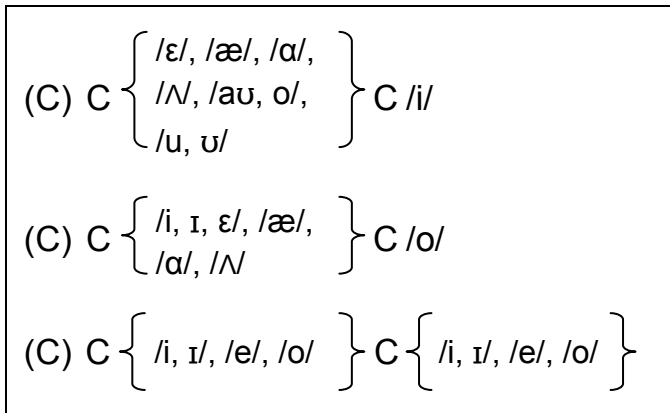 /ɛ/, /æ/, /ɑ/,
(C) C { /Ʌ/, /aʊ, o/, } C /i/
/u, ʊ/
(C) C { /i, ɪ, ɛ/, /æ/, } C /o/
/ɑ/, /Ʌ/
(C) C { /i, ɪ/, /e/, /o/ } C { /i, ɪ/, /e/, /o/ }